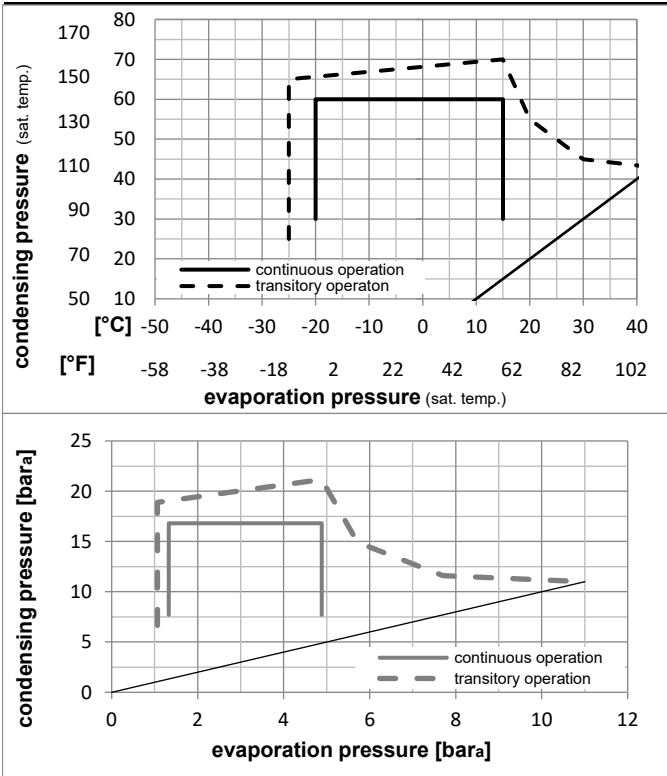 condensing pressure (sat. temp.)
170
150
130
110
90
70
50
80
70
60
50
40
30
20
10
continuous operation
transitory operaton
[°C] -50 -40 -30 -20 -10 0 10 20 30 40
[°F] -58 -38 -18 2 22 42 62 82 102
evaporation pressure (sat. temp.)
condensing pressure [bara]
25
20
15
10
5
0
continuous operation
transitory operation
0 2 4 6 8 10 12
evaporation pressure [bara]